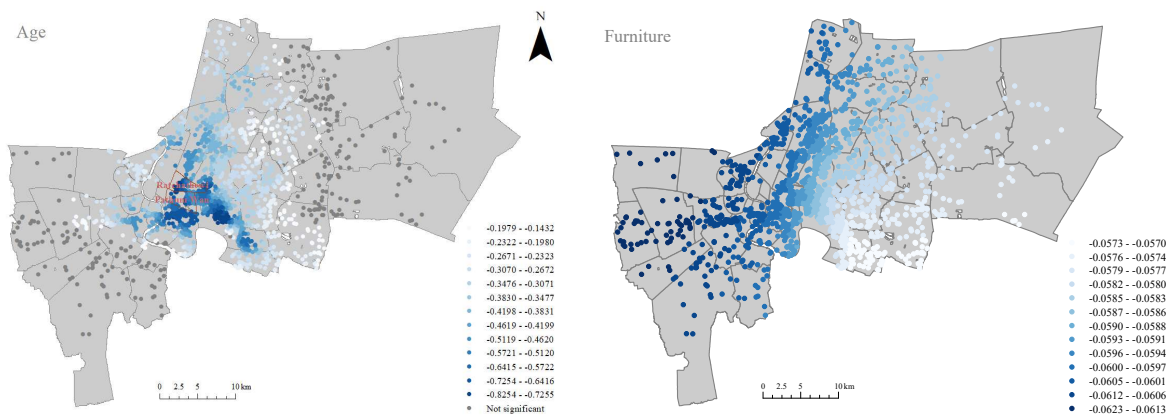 Age
N
Furniture
-0.1979 - -0.1432
-0.2322 - -0.1980
-0.2671 - -0.2323
-0.3070 - -0.2672
-0.3476 - -0.3071
-0.3830 - -0.3477
-0.4198 - -0.3831
-0.4619 - -0.4199
-0.5119 - -0.4620
-0.5721 - -0.5120
-0.6415 - -0.5722
-0.7254 - -0.6416
-0.8254 - -0.7255
Not significant
0 2.5 5 10 km
-0.0573 - -0.0570
-0.0576 - -0.0574
-0.0579 - -0.0577
-0.0582 - -0.0580
-0.0585 - -0.0583
-0.0587 - -0.0586
-0.0590 - -0.0588
-0.0593 - -0.0591
-0.0596 - -0.0594
-0.0600 - -0.0597
-0.0605 - -0.0601
-0.0612 - -0.0606
-0.0623 - -0.0613
0 2.5 5 10 km